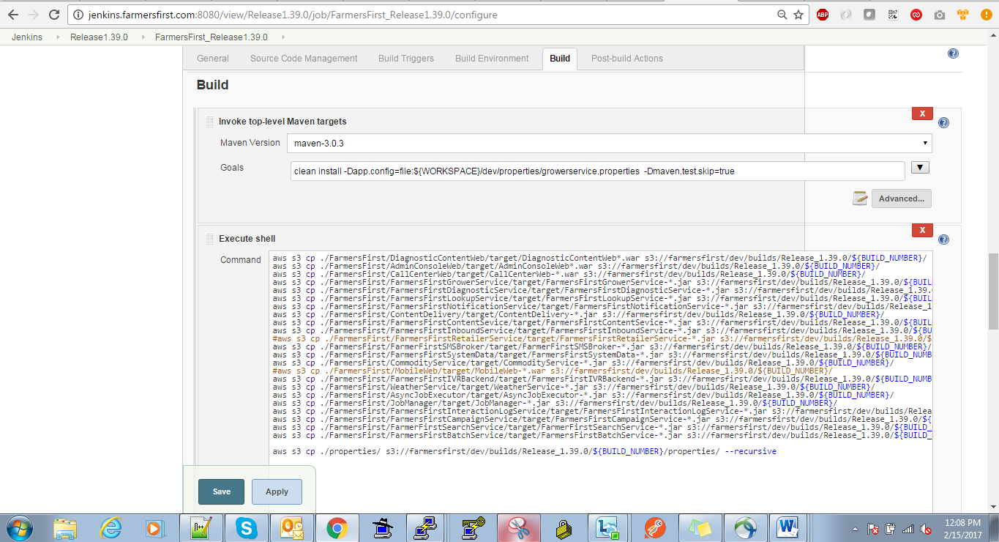 jenkins.farmersfirst.com:8080/view/Release1.39.0/job/FarmersFirst_Release1.39.0/configure
ABP
Jenkins Release1.39.0 FarmersFirst_Release1.39.0
General Source Code Management Build Triggers Build Environment Build Post-build Actions
Build
Invoke top-level Maven targets
X
Maven Version maven-3.0.3
Goals clean install -Dapp.config=file:${WORKSPACE}/dev/properties/growerservice.properties -Dmaven.test.skip=true
Advanced...
Execute shell
X
Command
aws s3 cp ./FarmersFirst/DiagnosticContentWeb/target/DiagnosticContentWeb*.war s3://farmersfirst/dev/builds/Release_1.39.0/${BUILD_NUMBER}/
aws s3 cp ./FarmersFirst/AdminConsoleWeb/target/AdminConsoleWeb*.war s3://farmersfirst/dev/builds/Release_1.39.0/${BUILD_NUMBER}/
aws s3 cp ./FarmersFirst/CallCenterWeb/target/CallCenterWeb-*.war s3://farmersfirst/dev/builds/Release_1.39.0/${BUILD_NUMBER}/
aws s3 cp ./FarmersFirst/FarmersFirstGrowerService/target/FarmersFirstGrowerService-*.jar s3://farmersfirst/dev/builds/Release_1.39.0/${BUIL
aws s3 cp ./FarmersFirst/FarmersFirstDiagnosticService/target/FarmersFirstDiagnosticService-*.jar s3://farmersfirst/dev/builds/Release_1.39.
aws s3 cp ./FarmersFirst/FarmersFirstLookupService/target/FarmersFirstLookupService-*.jar s3://farmersfirst/dev/builds/Release_1.39.0/${BUIL
aws s3 cp ./FarmersFirst/FarmersFirstNotificationService/target/FarmersFirstNotificationService-*.jar s3://farmersfirst/dev/builds/Release_1
aws s3 cp ./FarmersFirst/ContentDelivery/target/ContentDelivery-*.jar s3://farmersfirst/dev/builds/Release_1.39.0/${BUILD_NUMBER}/
aws s3 cp ./FarmersFirst/FarmersFirstContentService/target/FarmersFirstContentSevice-*.jar s3://farmersfirst/dev/builds/Release_1.39.0/${BUI
aws s3 cp ./FarmersFirst/FarmersFirstInboundService/target/FarmersFirstInboundService-*.jar s3://farmersfirst/dev/builds/Release_1.39.0/${BU
#aws s3 cp ./FarmersFirst/FarmersFirstRetailerService/target/FarmersFirstRetailerService-*.jar s3://farmersfirst/dev/builds/Release_1.39.0/$
aws s3 cp ./FarmersFirst/FarmersFirstSMSBroker/target/FarmerFirstSMSBroker-*.jar s3://farmersfirst/dev/builds/Release_1.39.0/${BUILD_NUMBER}
aws s3 cp ./FarmersFirst/FarmersFirstSystemData/target/FarmersFirstSystemData-*.jar s3://farmersfirst/dev/builds/Release_1.39.0/${BUILD_NUMB
aws s3 cp ./FarmersFirst/CommodityService/target/CommodityService-*.jar s3://farmersfirst/dev/builds/Release_1.39.0/${BUILD_NUMBER}/
#aws s3 cp ./FarmersFirst/MobileWeb/target/MobileWeb-*.war s3://farmersfirst/dev/builds/Release_1.39.0/${BUILD_NUMBER}/
aws s3 cp ./FarmersFirst/FarmersFirstIVRBackend/target/FarmersFirstIVRBackend-*.jar s3://farmersfirst/dev/builds/Release_1.39.0/${BUILD_NUMB
aws s3 cp ./FarmersFirst/WeatherService/target/WeatherService-*.jar s3://farmersfirst/dev/builds/Release_1.39.0/${BUILD_NUMBER}/
aws s3 cp ./FarmersFirst/AsyncJobExecutor/target/AsyncJobExecutor-*.jar s3://farmersfirst/dev/builds/Release_1.39.0/${BUILD_NUMBER}/
aws s3 cp ./FarmersFirst/JobManager/target/JobManager-*.jar s3://farmersfirst/dev/builds/Release_1.39.0/${BUILD_NUMBER}/
aws s3 cp ./FarmersFirst/FarmersFirstInteractionLogService/target/FarmersFirstInteractionLogService-*.jar s3://farmersfirst/dev/builds/Relea
aws s3 cp ./FarmersFirst/FarmersFirstCampaignService/target/FarmersFirstCampaignService-*.jar s3://farmersfirst/dev/builds/Release_1.39.0/${
aws s3 cp ./FarmersFirst/FarmerFirstSearchService/target/FarmerFirstSearchService-*.jar s3://farmersfirst/dev/builds/Release_1.39.0/${BUILD_
aws s3 cp ./FarmersFirst/FarmersFirstBatchService/target/FarmersFirstBatchService-*.jar s3://farmersfirst/dev/builds/Release_1.39.0/${BUILD_
aws s3 cp ./properties/ s3://farmersfirst/dev/builds/Release_1.39.0/${BUILD_NUMBER}/properties/ --recursive
Save Apply
12:08 PM
2/15/2017